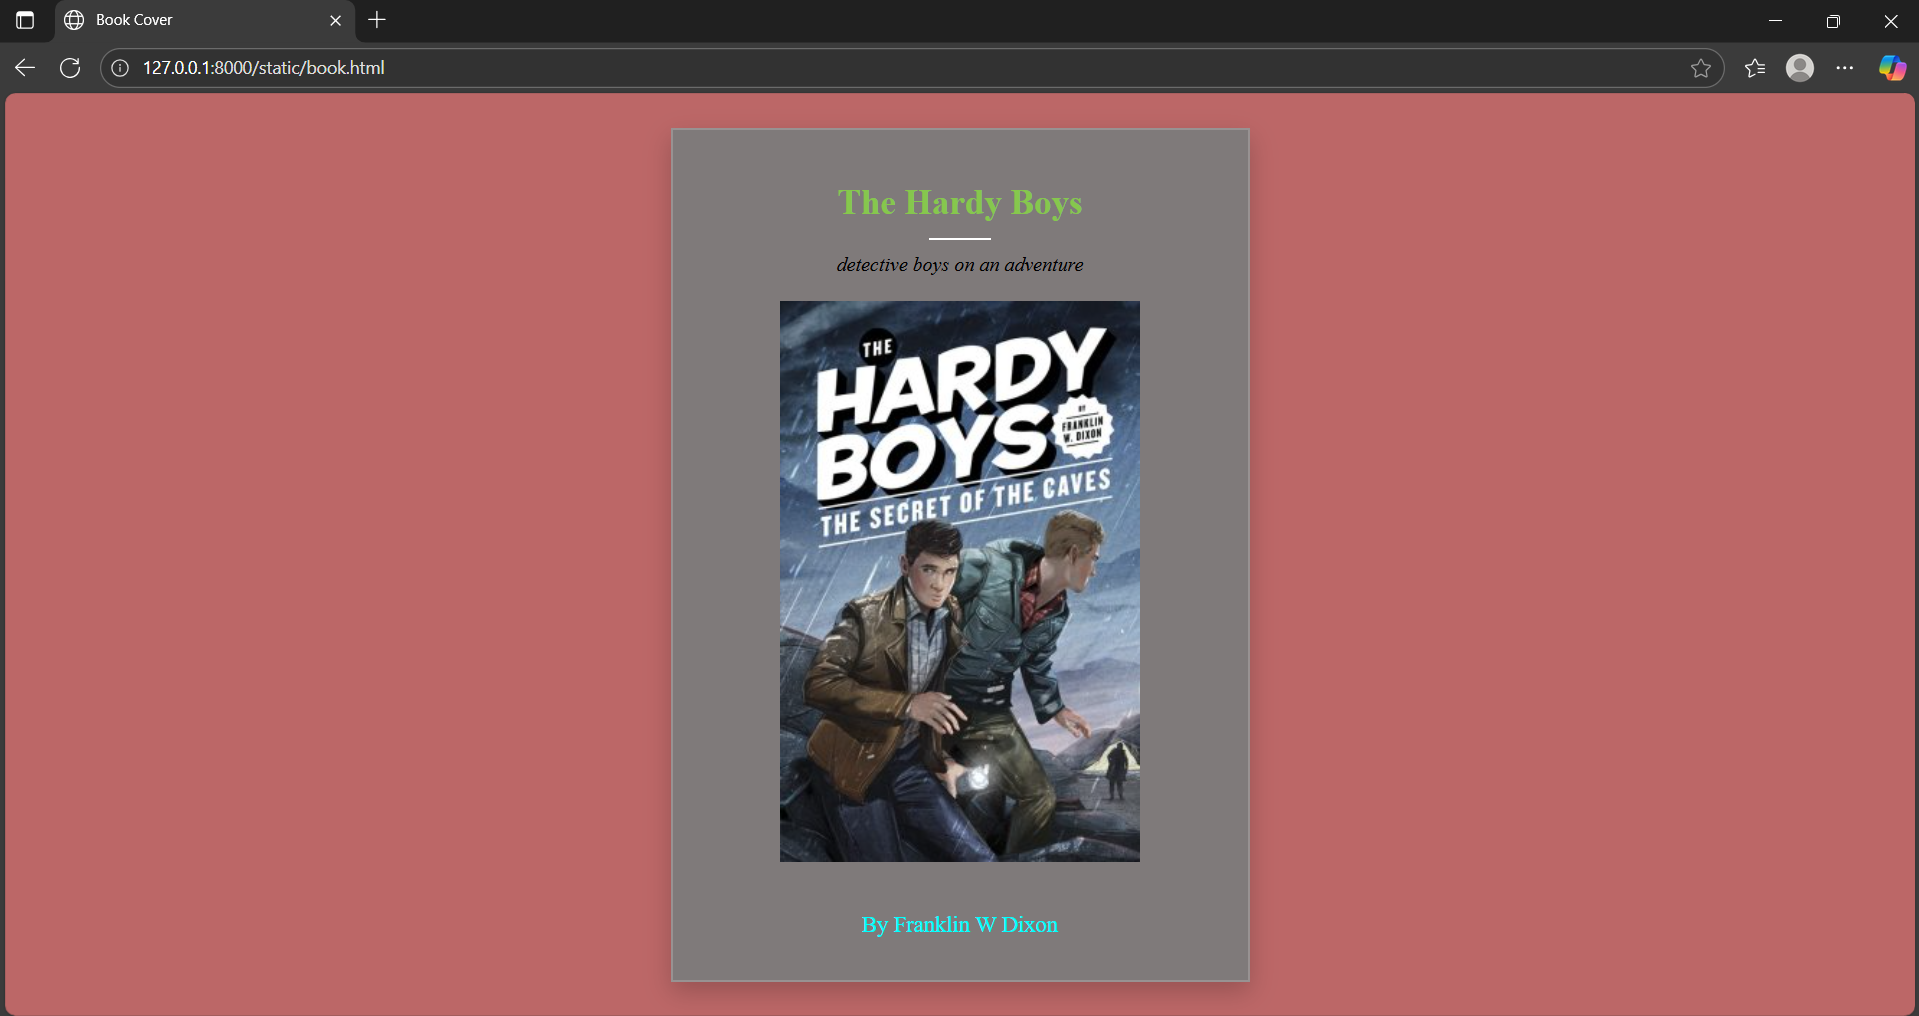 Book Cover
127.0.0.1:8000/static/book.html
The Hardy Boys
detective boys on an adventure
THE
HARDY
BOYS
BY
FRANKLIN
W. DIXON
THE SECRET OF THE CAVES
By Franklin W Dixon